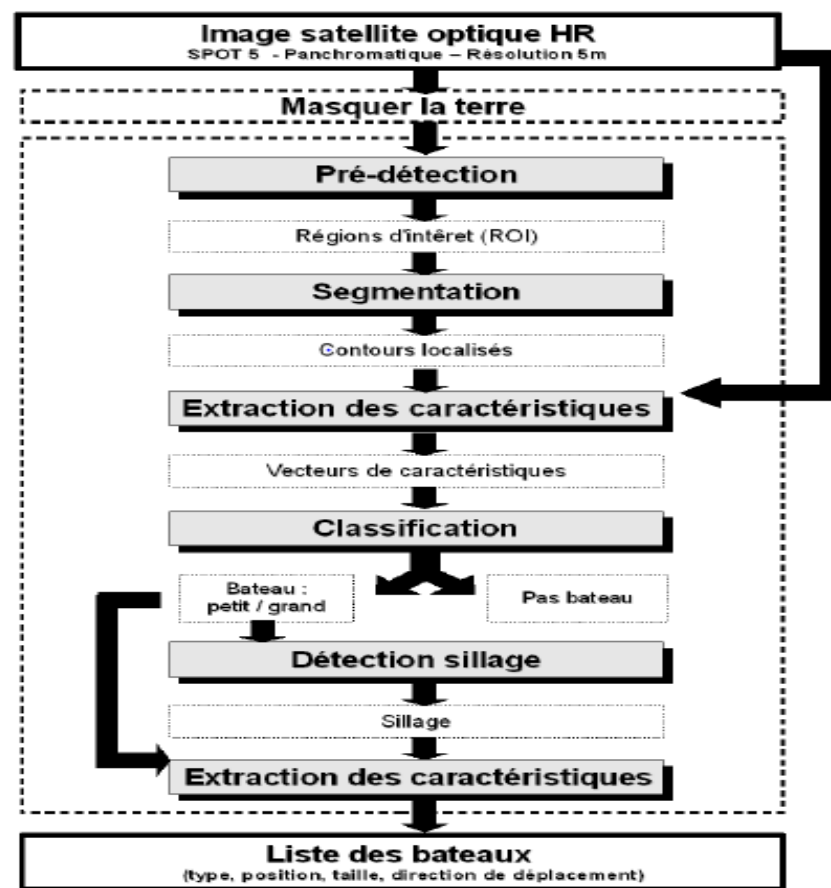 Image satellite optique HR
SPOT 5 - Panchromatique – Résolution 5m
Masquer la terre
Pré-détection
Régions d'intêret (ROI)
Segmentation
Contours localisés
Extraction des caractéristiques
Vecteurs de caractéristiques
Classification
Bateau :
petit / grand
Pas bateau
Détection sillage
Sillage
Extraction des caractéristiques
Liste des bateaux
(type, position, taille, direction de déplacement)